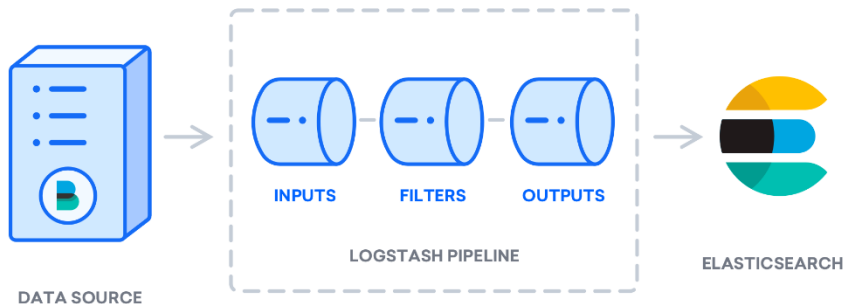 INPUTS
FILTERS
OUTPUTS
LOGSTASH PIPELINE
ELASTICSEARCH
DATA SOURCE